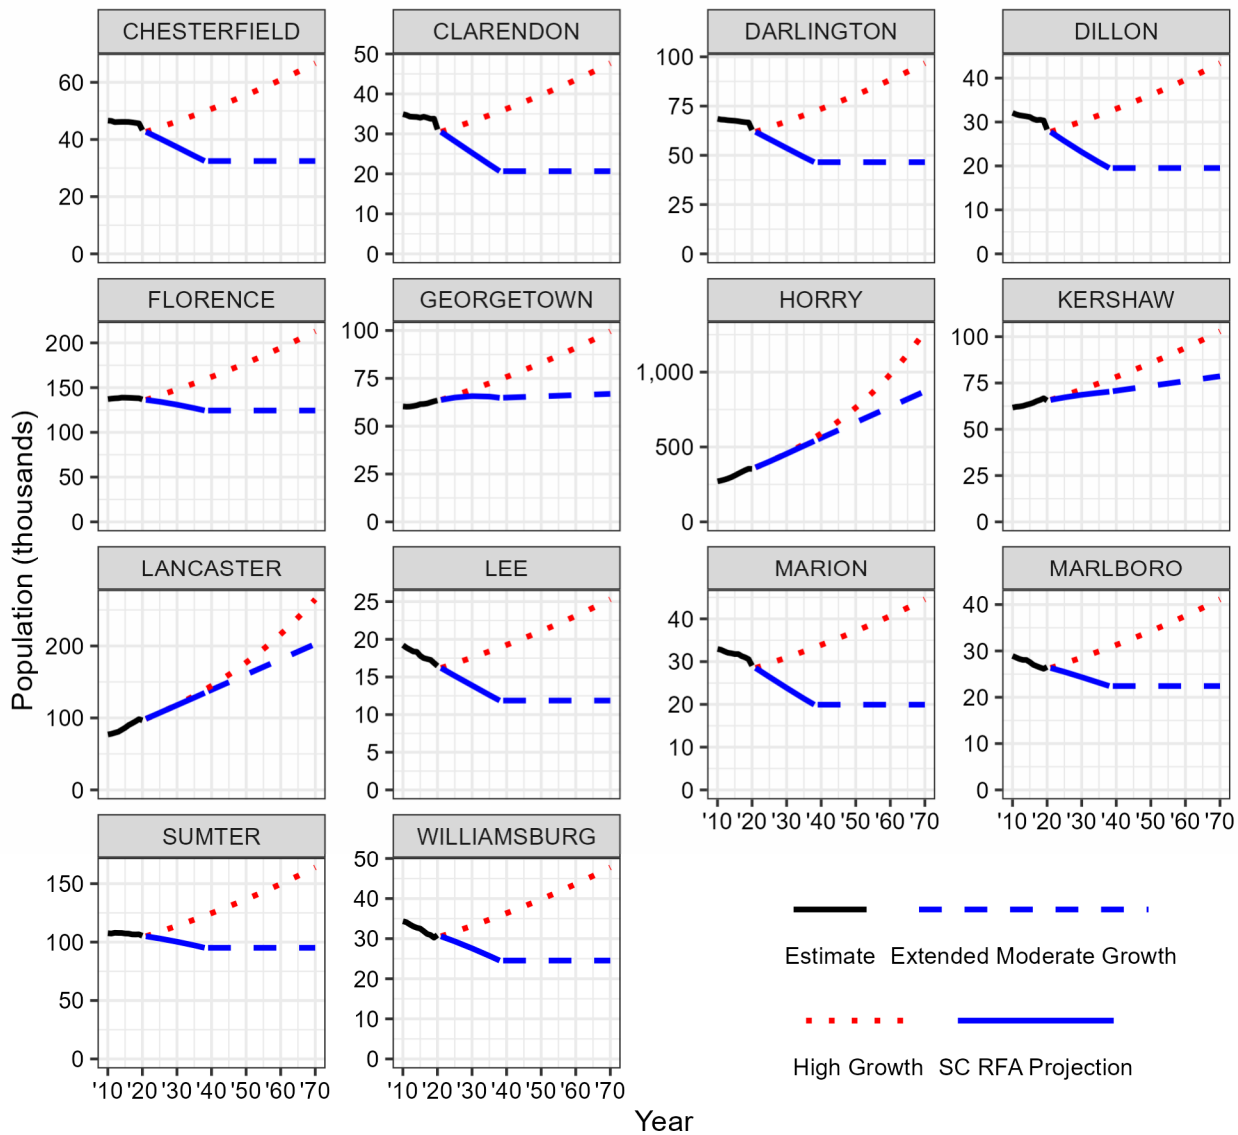 CHESTERFIELD CLARENDON DARLINGTON DILLON
60 40 20 0
50 40 30 20 10 0
100 75 50 25 0
40 30 20 10 0
FLORENCE GEORGETOWN HORRY KERSHAW
200 150 100 50 0
100 75 50 25 0
1,000 500 0
100 75 50 25 0
LANCASTER LEE MARION MARLBORO
200 100 0
25 20 15 10 5 0
40 30 20 10 0
40 30 20 10 0
'10 '20 '30 '40 '50 '60 '70
'10 '20 '30 '40 '50 '60 '70
SUMTER WILLIAMSBURG
150 100 50 0
50 40 30 20 10 0
'10 '20 '30 '40 '50 '60 '70
'10 '20 '30 '40 '50 '60 '70
Population (thousands)
Year
Estimate Extended Moderate Growth
High Growth SC RFA Projection